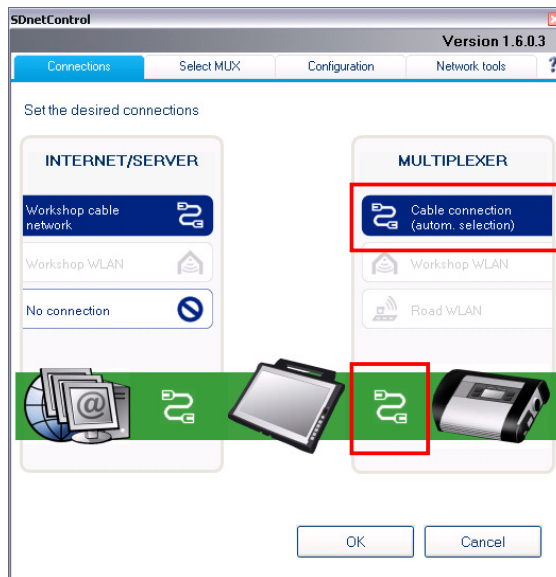 SDnetControl
Version 1.6.0.3
Connections
Select MUX
Configuration
Network tools
?
Set the desired connections
INTERNET/SERVER
Workshop cable
network
Workshop WLAN
No connection
@
MULTIPLEXER
Cable connection
(autom. selection)
Workshop WLAN
Road WLAN
OK
Cancel